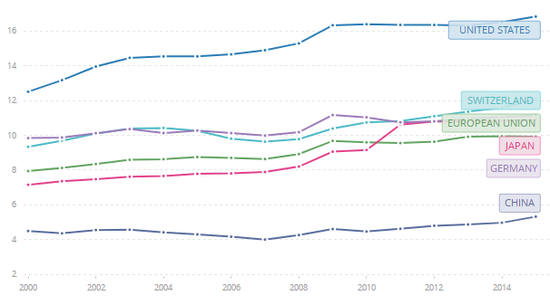 16
UNITED STATES
14
12
SWITZERLAND
EUROPEAN UNION
10
JAPAN
8
GERMANY
6
CHINA
4
2
2000 2002 2004 2006 2008 2010 2012 2014